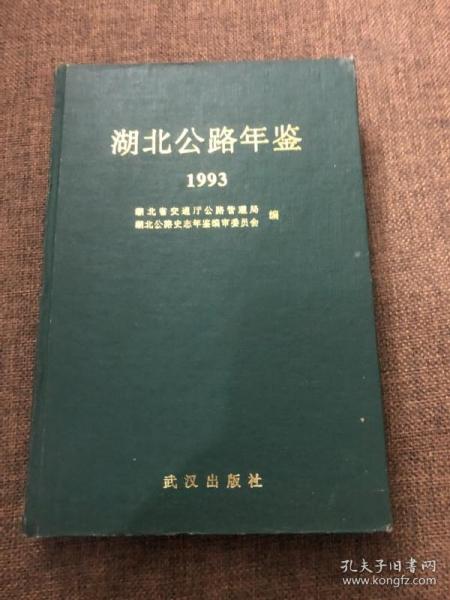 湖北公路年鉴
1993
湖北省交通厅公路管理局
湖北公路史志年鉴编审委员会
编
武汉出版社
孔夫子旧书网
www.kongfz.com